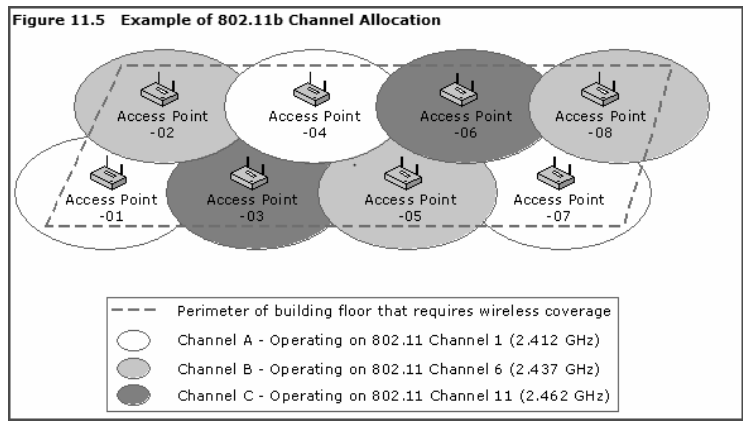 Figure 11.5 Example of 802.11b Channel Allocation
Access Point
-02
Access Point
-04
Access Point
-06
Access Point
-08
Access Point
-01
Access Point
-03
Access Point
-05
Access Point
-07
Perimeter of building floor that requires wireless coverage
Channel A - Operating on 802.11 Channel 1 (2.412 GHz)
Channel B - Operating on 802.11 Channel 6 (2.437 GHz)
Channel C - Operating on 802.11 Channel 11 (2.462 GHz)